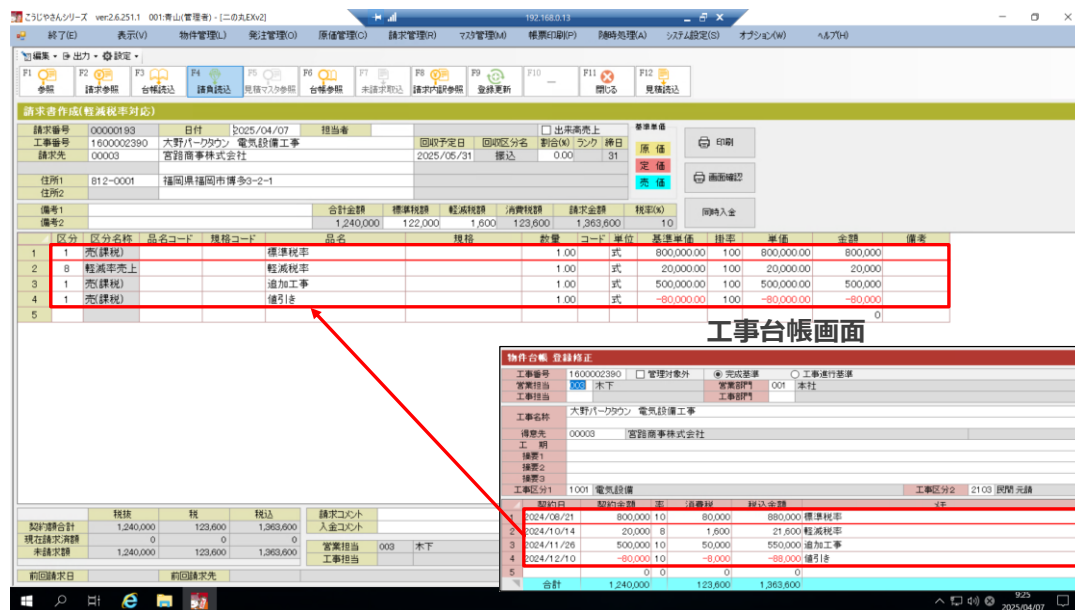 こうじやさんシリーズ ver:2.6.251.1 001:青山(管理者) - [二の丸EXv2]
192.168.0.13
終了(E) 表示(V) 物件管理(L) 発注管理(O) 原価管理(C) 請求管理(R) マスタ管理(M) 帳票印刷(P) 随時処理(A) システム設定(S) オプション(W) ヘルプ(H)
編集 出力 設定
F1 参照 F2 請求参照 F3 台帳読込 F4 請負読込 F5 見積マスタ参照 F6 台帳参照 F7 未請求取込 F8 請求内訳参照 F9 登録更新 F10 F11 閉じる F12 見積読込
請求書作成(軽減税率対応)
請求番号 00000193 日付 2025/04/07 担当者 出来高売上 基準単価
工事番号 1600002390 大野パークタウン 電気設備工事 回収予定日 回収区分名 割合(%) ランク 締日 原価 印刷
請求先 00003 宮路商事株式会社 2025/05/31 振込 0.00 31
定価
住所1 812-0001 福岡県福岡市博多3-2-1 売価 画面確認
住所2
備考1 合計金額 標準税額 軽減税額 消費税額 請求金額 税率(%) 同時入金
備考2 1,240,000 122,000 1,600 123,600 1,363,600 10
区分 区分名称 品名コード 規格コード 品名 規格 数量 コード 単位 基準単価 掛率 単価 金額 備考
1 1 売(課税) 標準税率 1.00 式 800,000.00 100 800,000.00 800,000
2 8 軽減率売上 軽減税率 1.00 式 20,000.00 100 20,000.00 20,000
3 1 売(課税) 追加工事 1.00 式 500,000.00 100 500,000.00 500,000
4 1 売(課税) 値引き 1.00 式 -80,000.00 100 -80,000.00 -80,000
5 0
工事台帳画面
物件台帳 登録修正
工事番号 1600002390 管理対象外 完成基準 工事進行基準
営業担当 003 木下 営業部門 001 本社
工事担当 工事部門
工事名称 大野パークタウン 電気設備工事
得意先 00003 宮路商事株式会社
工 期
摘要1
摘要2
摘要3
工事区分1 1001 電気設備 工事区分2 2103 民間元請
契約日 契約金額 率 消費税 税込金額 メモ
1 2024/08/21 800,000 10 80,000 880,000 標準税率
2 2024/10/14 20,000 8 1,600 21,600 軽減税率
3 2024/11/26 500,000 10 50,000 550,000 追加工事
4 2024/12/10 -80,000 10 -8,000 -88,000 値引き
5 0 0 0 0
合計 1,240,000 123,600 1,363,600
税抜 税 税込 請求コメント
契約額合計 1,240,000 123,600 1,363,600 入金コメント
現在請求済額 0 0 0
未請求額 1,240,000 123,600 1,363,600 営業担当 003 木下
工事担当
前回請求日 前回請求先
9:25
2025/04/07